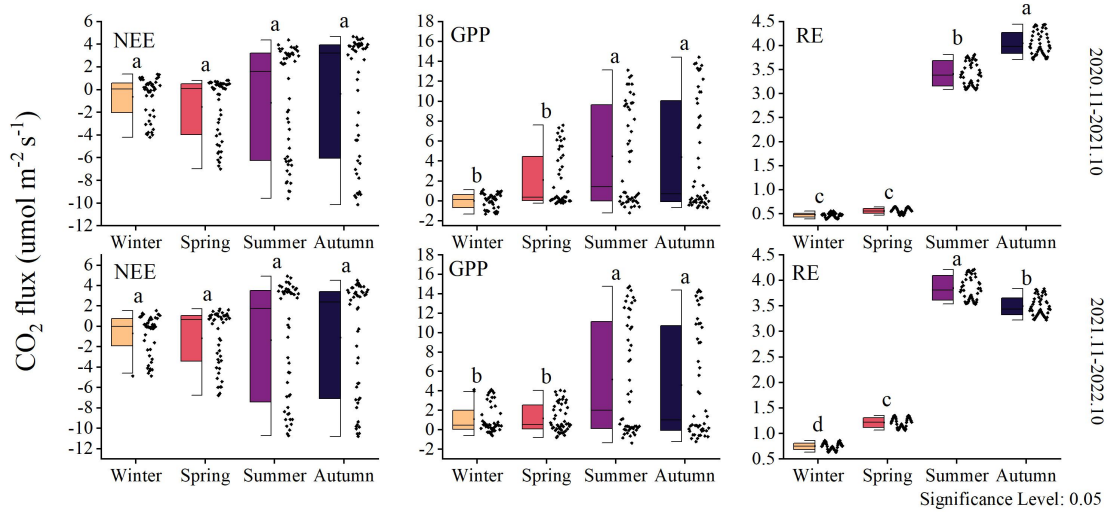 CO₂ flux (umol m⁻² s⁻¹)
NEE
6
4
2
0
-2
-4
-6
-8
-10
-12
a a a a
Winter Spring Summer Autumn
GPP
18
16
14
12
10
8
6
4
2
0
-2
b b a a
Winter Spring Summer Autumn
RE
4.5
4.0
3.5
3.0
1.0
0.5
c c b a
Winter Spring Summer Autumn
2020.11-2021.10
NEE
6
4
2
0
-2
-4
-6
-8
-10
-12
a a a a
Winter Spring Summer Autumn
GPP
18
16
14
12
10
8
6
4
2
0
-2
b b a a
Winter Spring Summer Autumn
RE
4.5
4.0
3.5
3.0
2.5
2.0
1.5
1.0
0.5
d c a b
Winter Spring Summer Autumn
2021.11-2022.10
Significance Level: 0.05